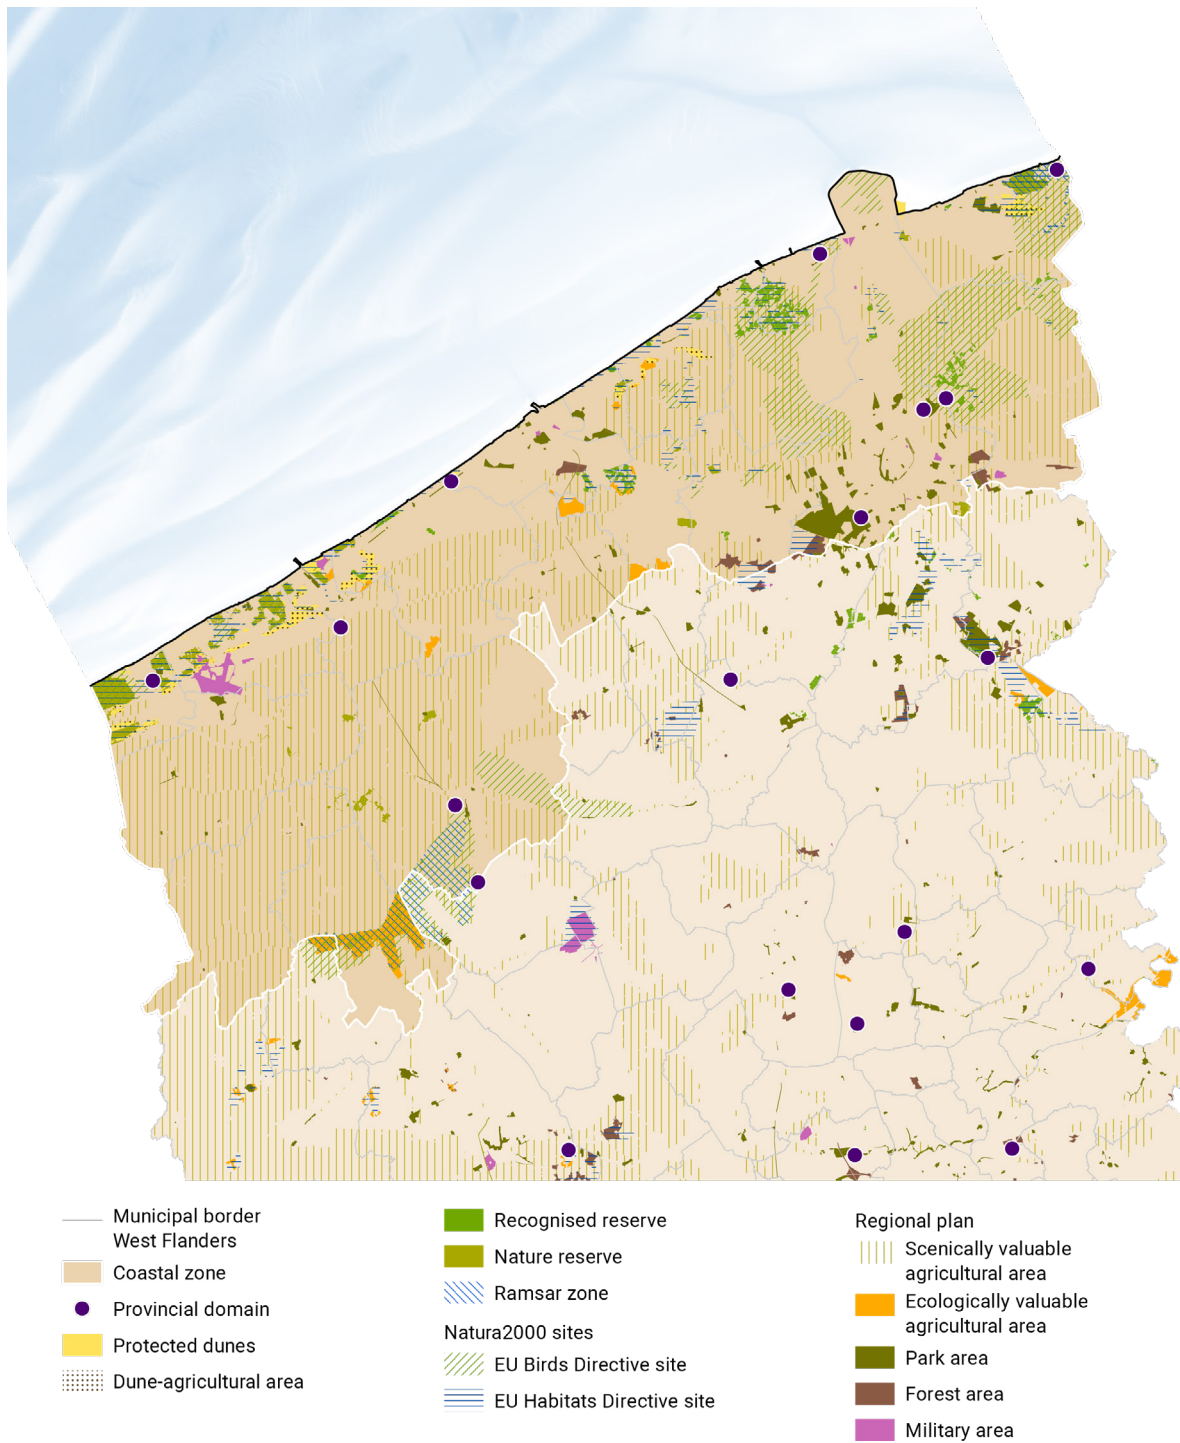 Municipal border
West Flanders
Coastal zone
Provincial domain
Protected dunes
Dune-agricultural area
Recognised reserve
Nature reserve
Ramsar zone
Natura2000 sites
EU Birds Directive site
EU Habitats Directive site
Regional plan
Scenically valuable
agricultural area
Ecologically valuable
agricultural area
Park area
Forest area
Military area